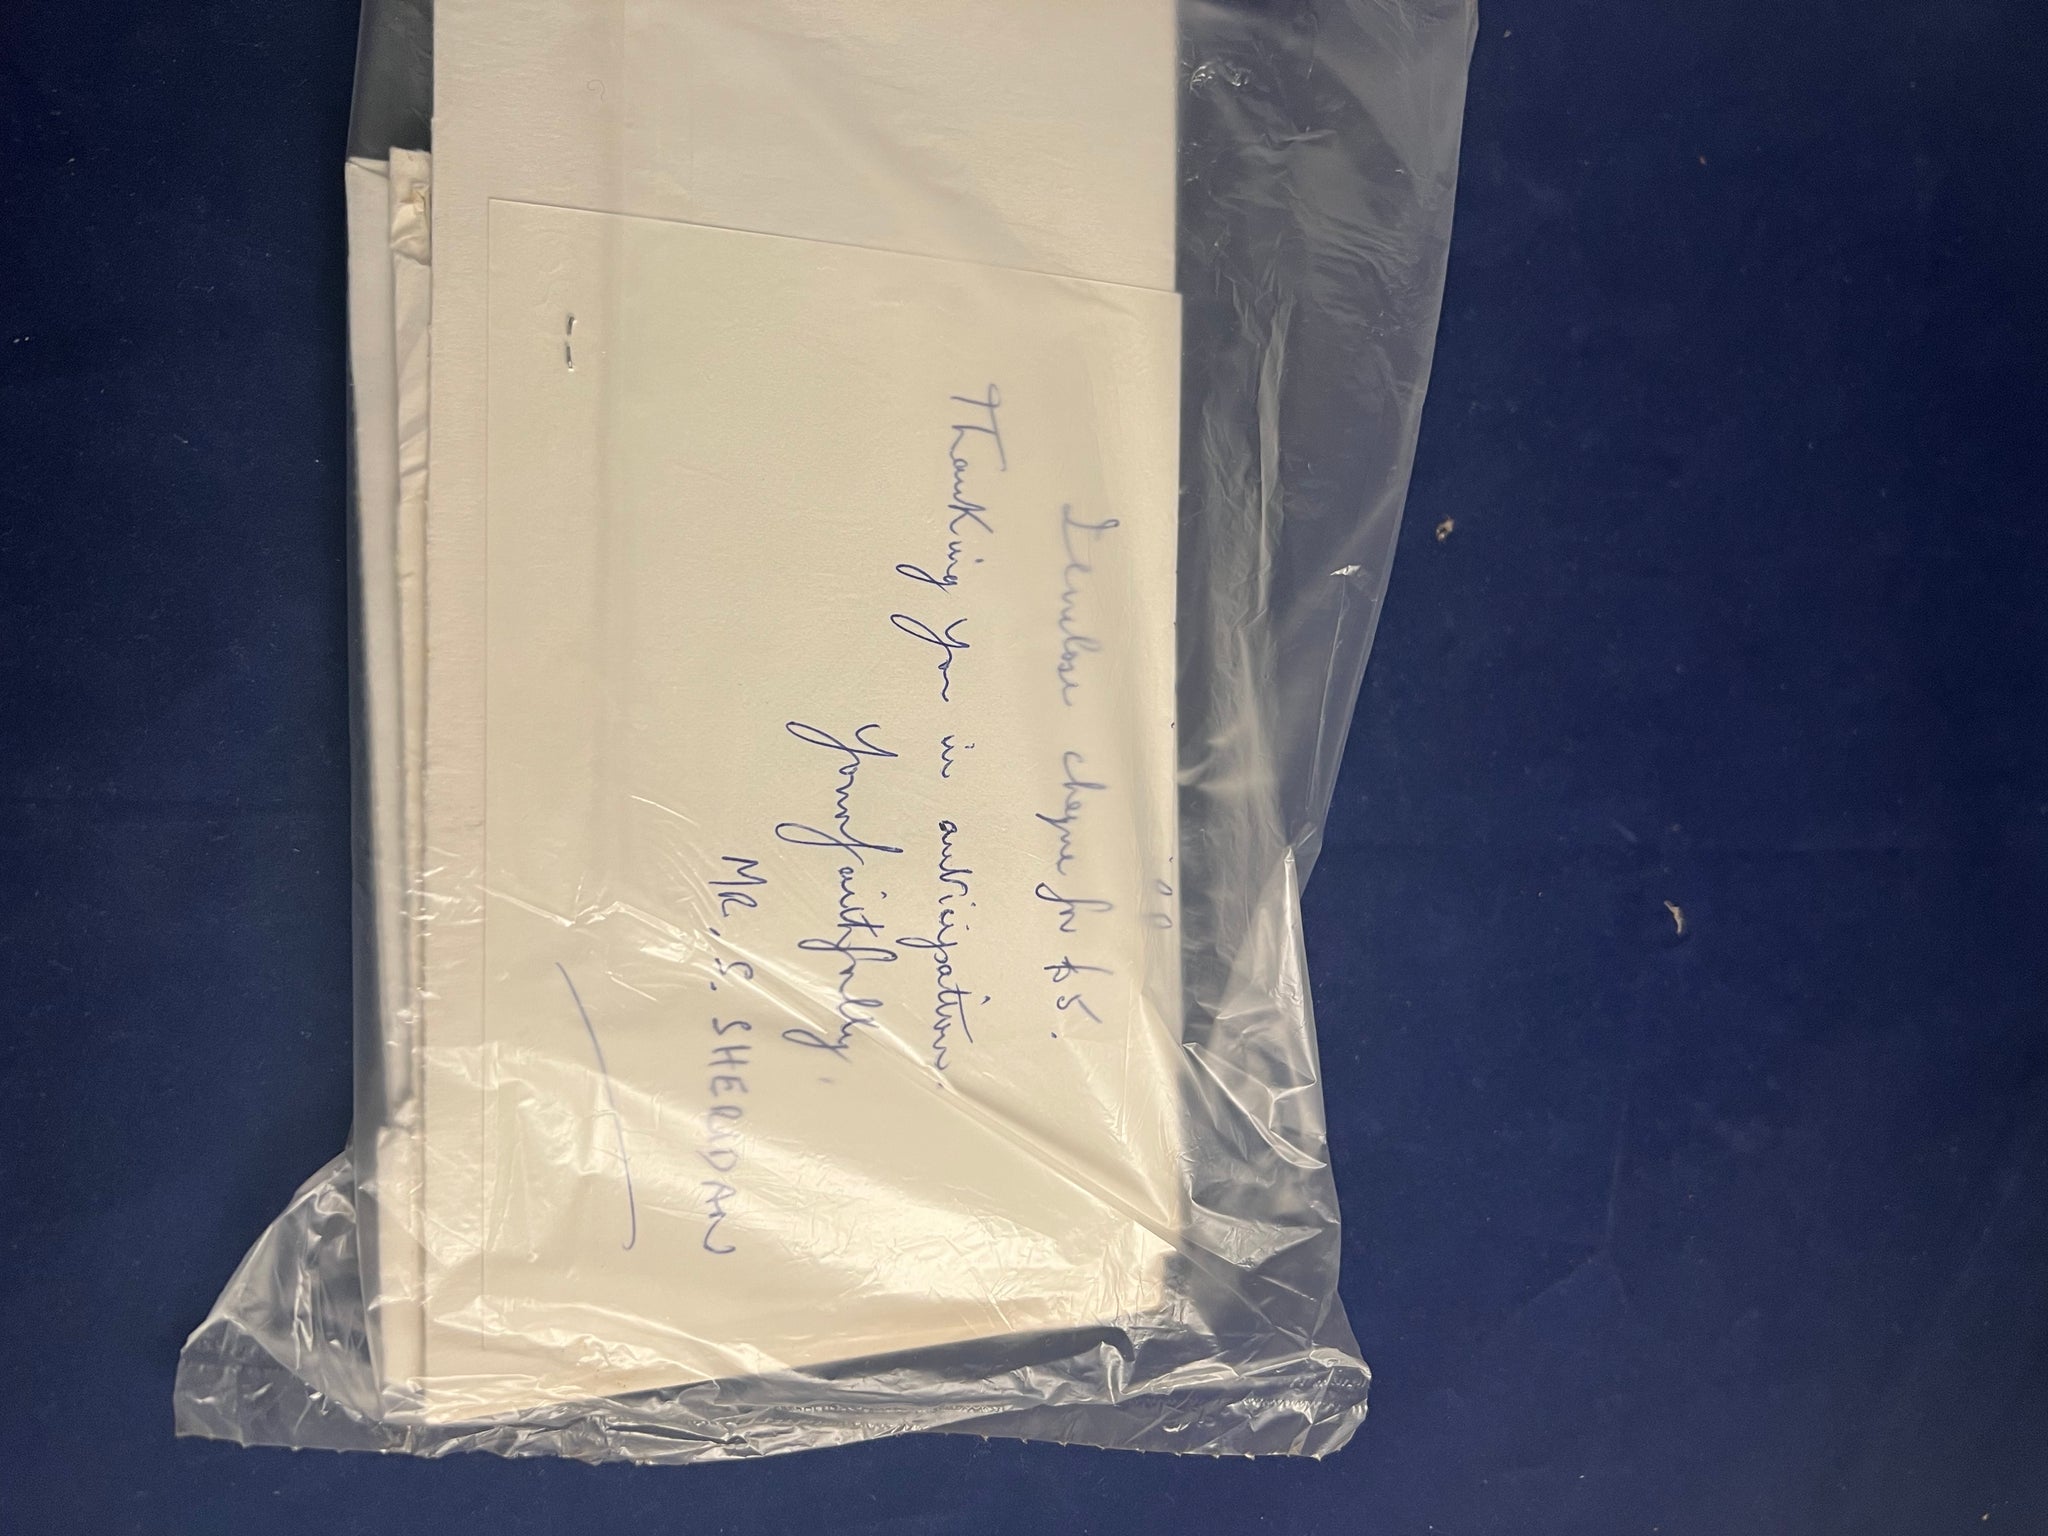 I enclose cheque for £5.
Thanking you in anticipation.
Yours faithfully,
MR. S. SHERIDAN